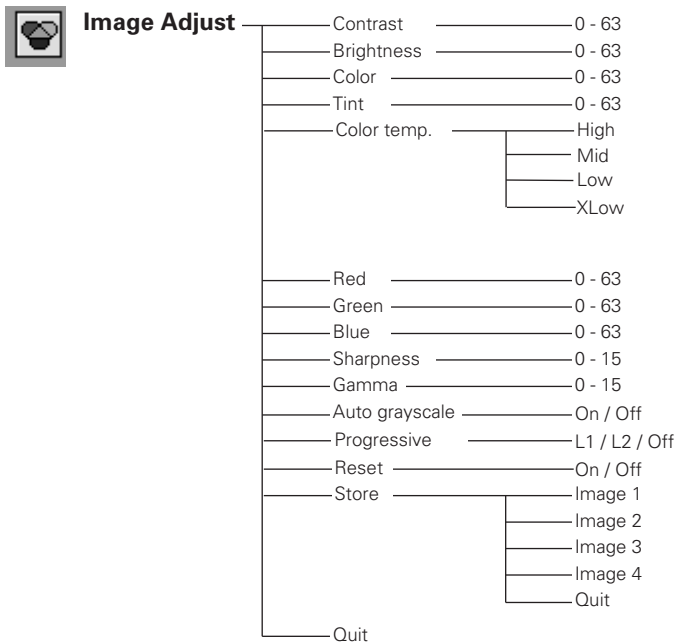 Image Adjust Contrast 0 - 63
Brightness 0 - 63
Color 0 - 63
Tint 0 - 63
Color temp. High
Mid
Low
XLow
Red 0 - 63
Green 0 - 63
Blue 0 - 63
Sharpness 0 - 15
Gamma 0 - 15
Auto grayscale On / Off
Progressive L1 / L2 / Off
Reset On / Off
Store Image 1
Image 2
Image 3
Image 4
Quit
Quit